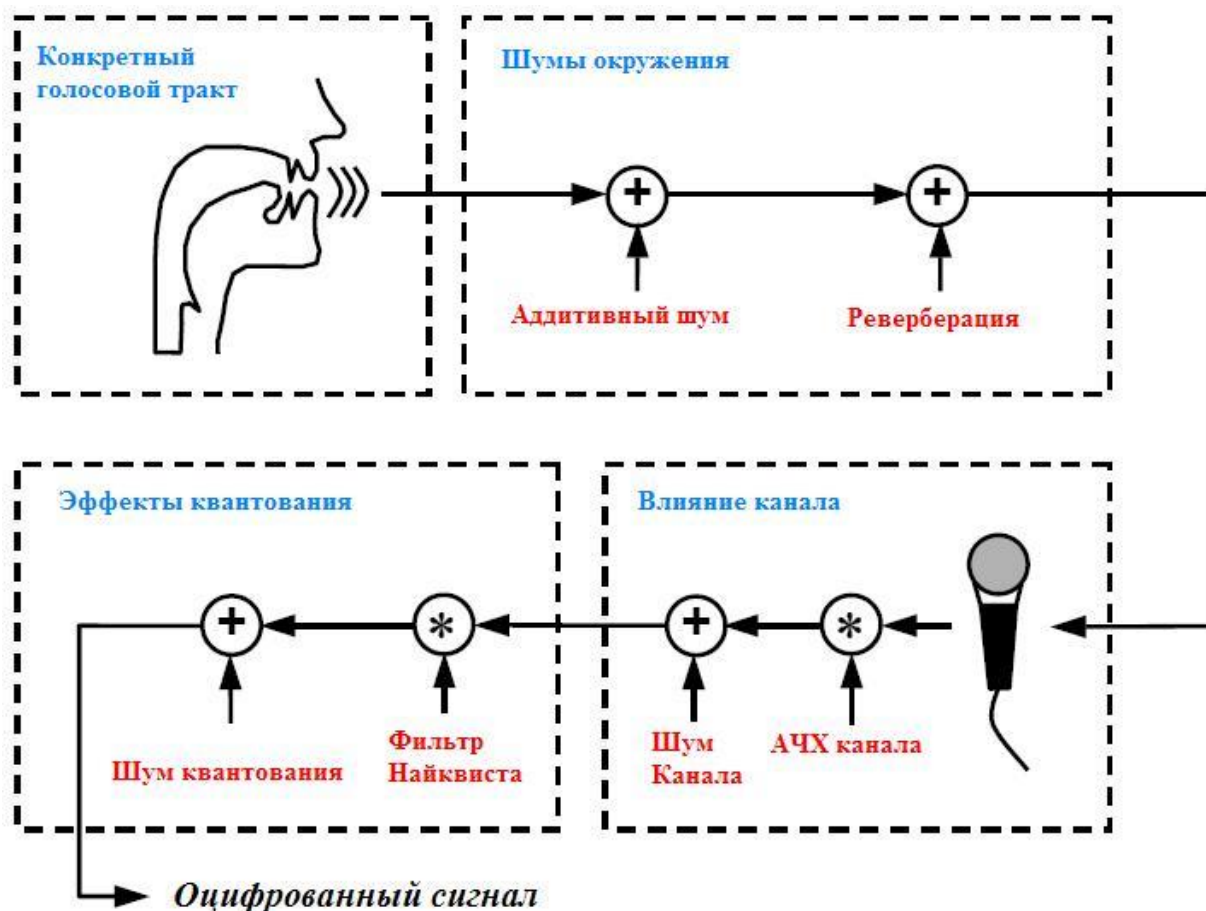 Конкретный
голосовой тракт
Шумы окружения
+
+
Аддитивный шум
Реверберация
Эффекты квантования
Влияние канала
+
*
+
*
Шум квантования
Фильтр
Найквиста
Шум
Канала
АЧХ канала
Оцифрованный сигнал